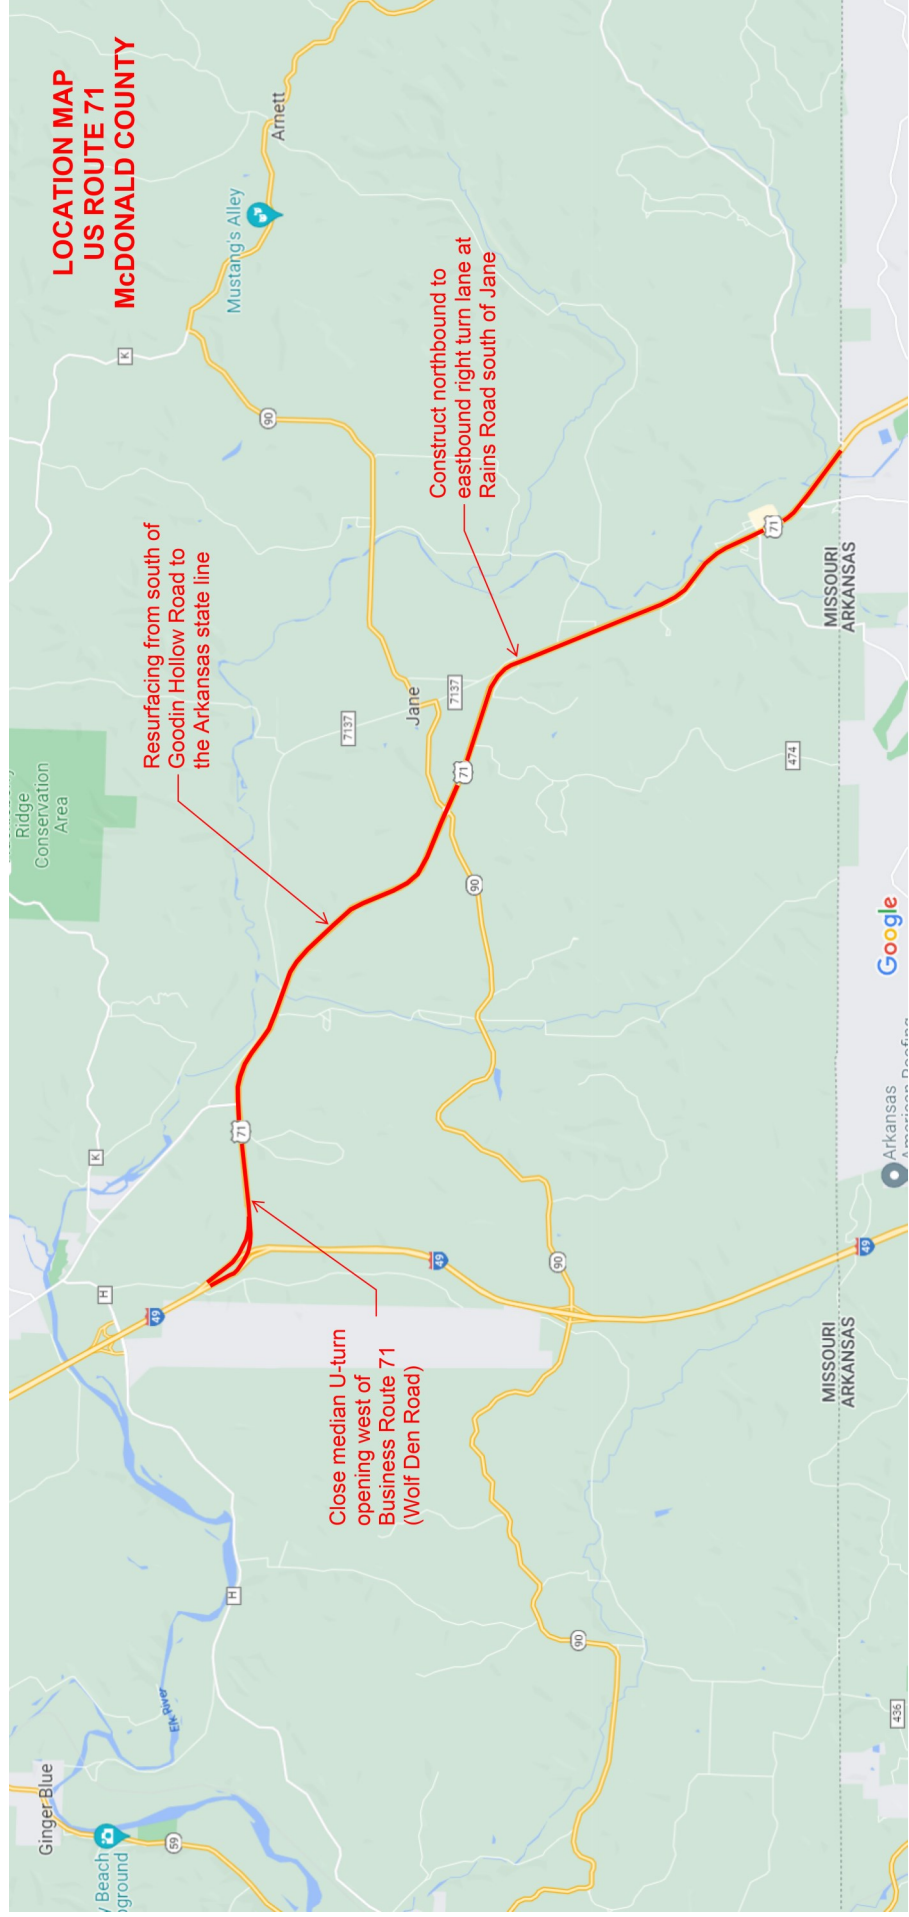 LOCATION MAP
US ROUTE 71
McDONALD COUNTY
Resurfacing from south of
Goodin Hollow Road to
the Arkansas state line
Construct northbound to
eastbound right turn lane at
Rains Road south of Jane
Close median U-turn
opening west of
Business Route 71
(Wolf Den Road)
Ginger Blue
y Beach
pground
59
Elk River
H
H
49
K
71
Ridge
Conservation
Area
K
Mustang's Alley
Arnett
90
7137
Jane
7137
71
90
49
90
90
474
71
MISSOURI
ARKANSAS
MISSOURI
ARKANSAS
49
436
Arkansas
Google